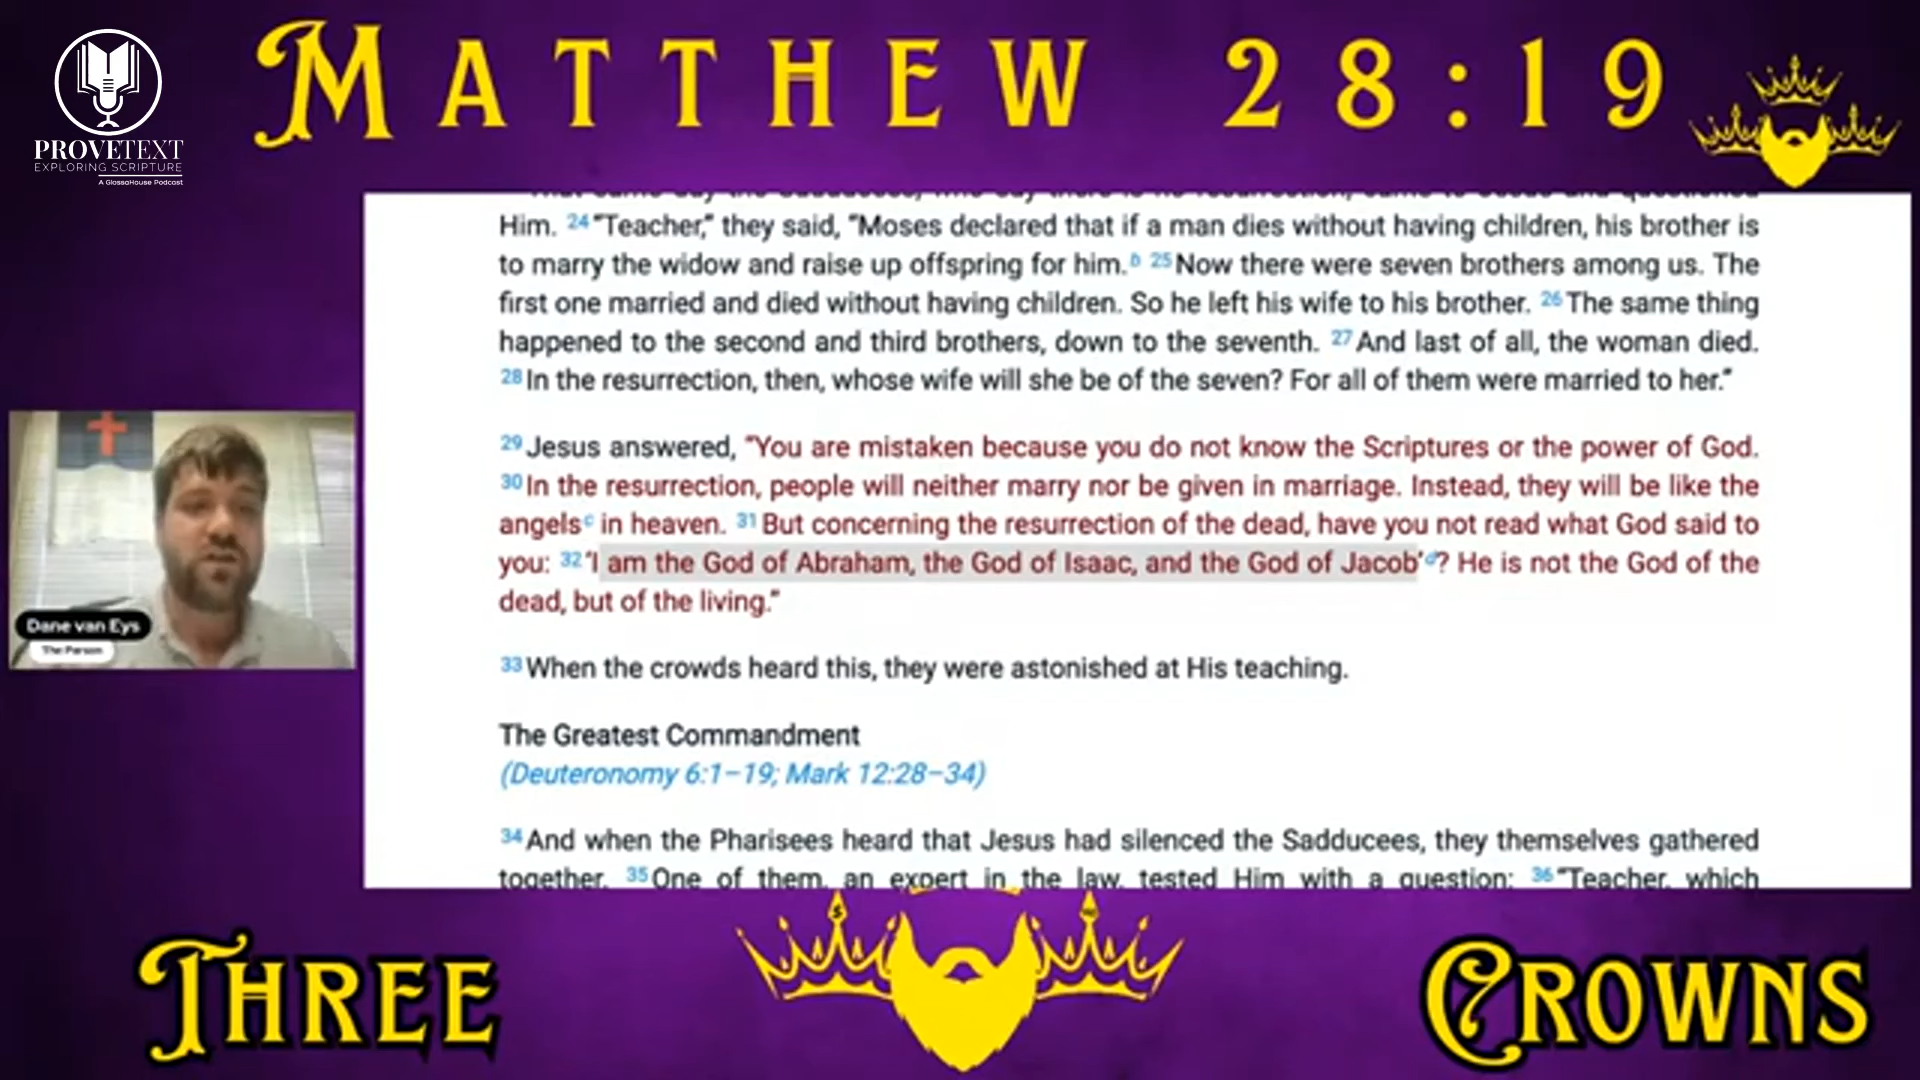 MATTHEW 28:19
PROVETEXT
EXPLORING SCRIPTURE
A GlossaHouse Podcast
Him. 24 “Teacher,” they said, “Moses declared that if a man dies without having children, his brother is
to marry the widow and raise up offspring for him.b 25 Now there were seven brothers among us. The
first one married and died without having children. So he left his wife to his brother. 26 The same thing
happened to the second and third brothers, down to the seventh. 27 And last of all, the woman died.
28 In the resurrection, then, whose wife will she be of the seven? For all of them were married to her.”
29 Jesus answered, “You are mistaken because you do not know the Scriptures or the power of God.
30 In the resurrection, people will neither marry nor be given in marriage. Instead, they will be like the
angelsc in heaven. 31 But concerning the resurrection of the dead, have you not read what God said to
you: 32 ‘I am the God of Abraham, the God of Isaac, and the God of Jacob’d? He is not the God of the
dead, but of the living.”
33 When the crowds heard this, they were astonished at His teaching.
The Greatest Commandment
(Deuteronomy 6:1–19; Mark 12:28–34)
34 And when the Pharisees heard that Jesus had silenced the Sadducees, they themselves gathered
together. 35 One of them, an expert in the law, tested Him with a question: 36 “Teacher, which
Dane van Eys
The Parson
THREE
CROWNS